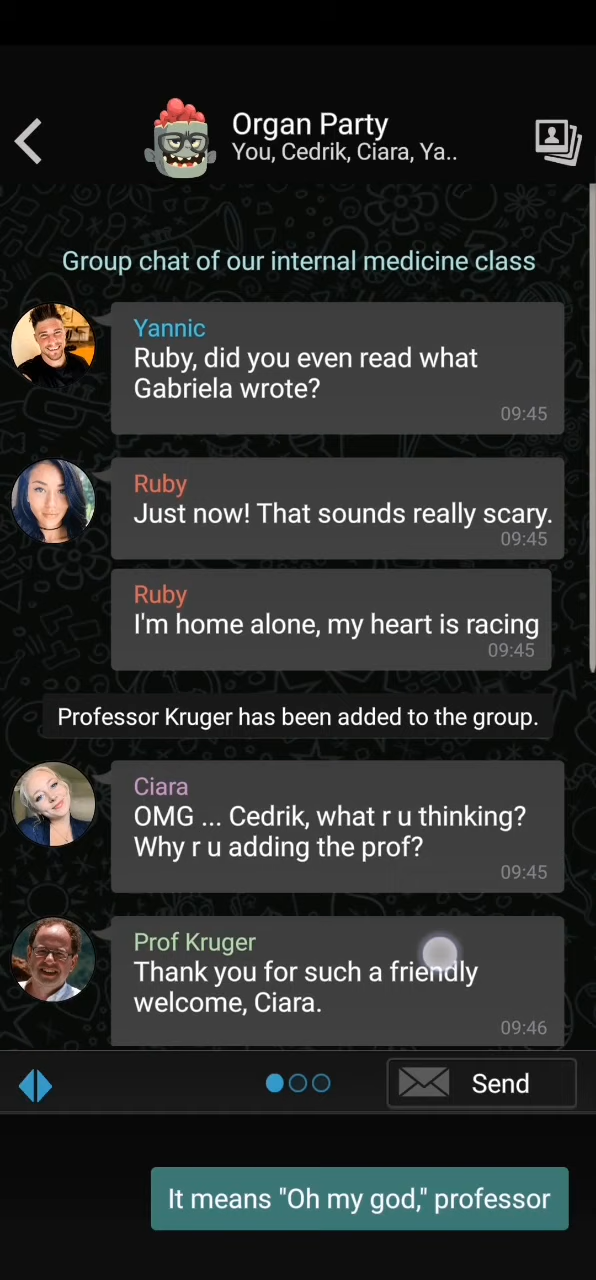 Organ Party
You, Cedrik, Ciara, Ya..
Group chat of our internal medicine class
Yannic
Ruby, did you even read what
Gabriela wrote?
09:45
Ruby
Just now! That sounds really scary.
09:45
Ruby
I'm home alone, my heart is racing
09:45
Professor Kruger has been added to the group.
Ciara
OMG ... Cedrik, what r u thinking?
Why r u adding the prof?
09:45
Prof Kruger
Thank you for such a friendly
welcome, Ciara.
09:46
Send
It means "Oh my god," professor